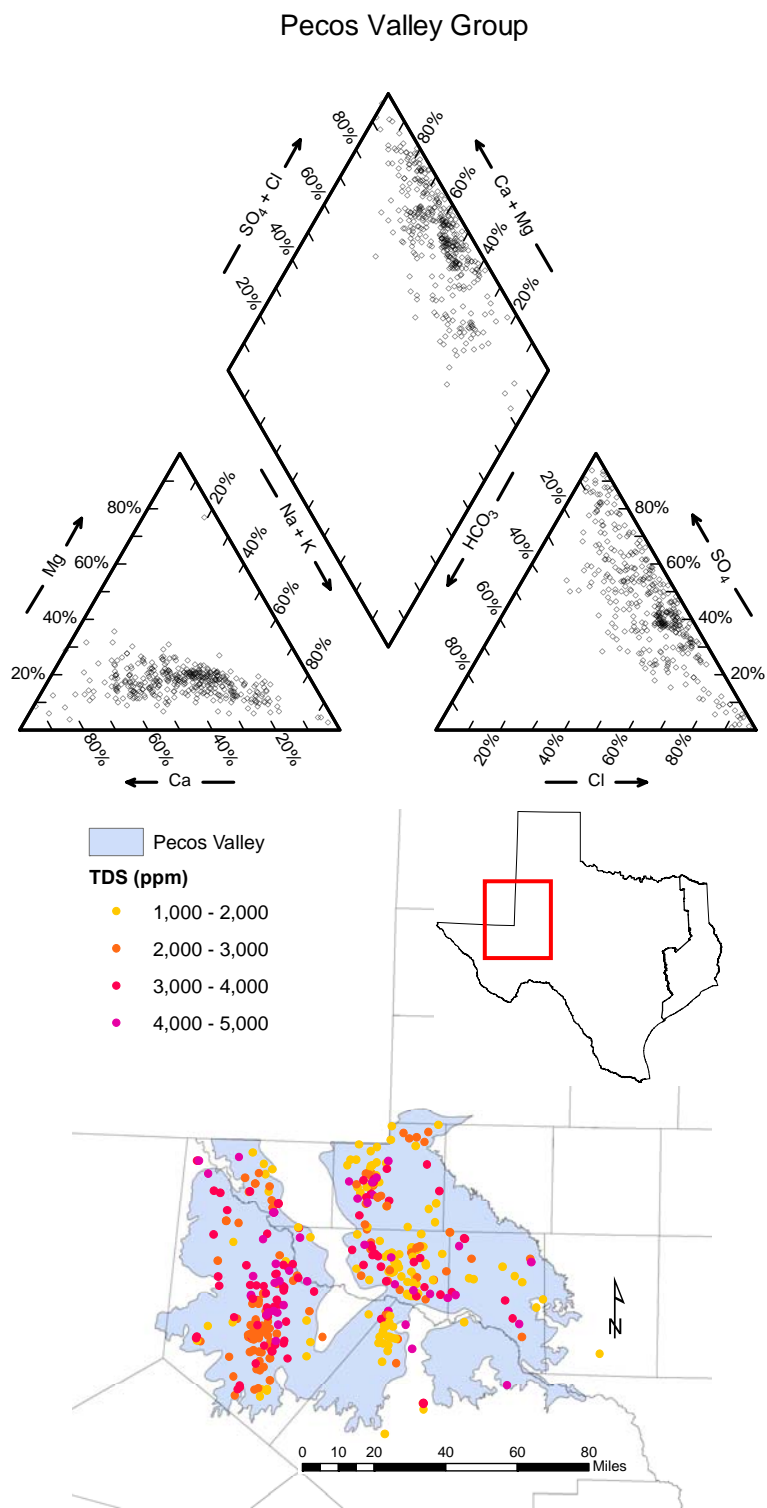 Pecos Valley Group
80%
60%
40%
20%
SO4 + Cl
80%
60%
40%
20%
Ca + Mg
Na + K
HCO3
80%
60%
40%
20%
Mg
20%
40%
60%
80%
80%
60%
40%
20%
Ca
20%
40%
60%
80%
80%
60%
40%
20%
SO4
20%
40%
60%
80%
Cl
Pecos Valley
TDS (ppm)
1,000 - 2,000
2,000 - 3,000
3,000 - 4,000
4,000 - 5,000
N
0 10 20 40 60 80
Miles